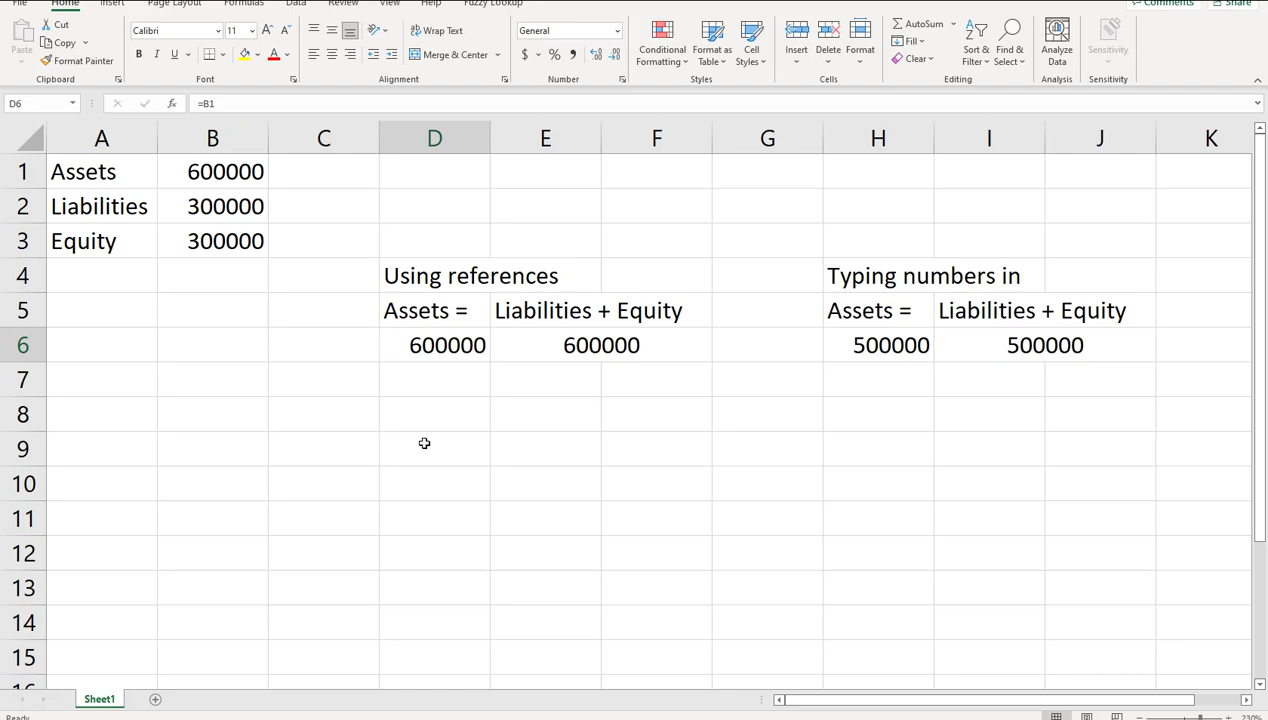 File Home Insert Page Layout Formulas Data Review View Help Fuzzy Lookup Comments Share
Paste Cut Copy Format Painter
Calibri 11 A A
B I U A
Wrap Text
Merge & Center
General
$ % ,
Conditional Formatting Format as Table Cell Styles
Insert Delete Format
AutoSum Fill Clear
Sort & Filter Find & Select
Analyze Data
Sensitivity
Clipboard Font Alignment Number Styles Cells Editing Analysis Sensitivity
D6 fx =B1
A B C D E F G H I J K
1 Assets 600000
2 Liabilities 300000
3 Equity 300000
4 Using references Typing numbers in
5 Assets = Liabilities + Equity Assets = Liabilities + Equity
6 600000 600000 500000 500000
7
8
9
10
11
12
13
14
15
16
Sheet1
Ready 230%